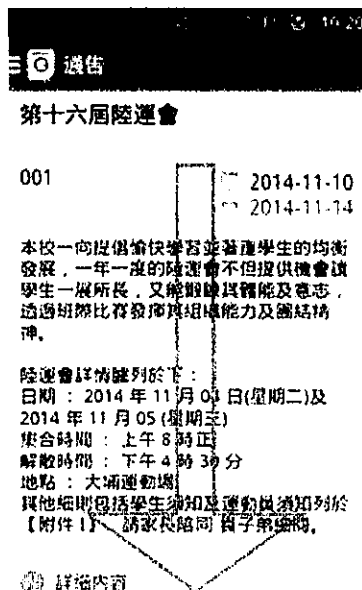 16:20
通告
第十六屆陸運會
001
2014-11-10
2014-11-14
本校一向提倡愉快學習並著重學生的均衡
發展，一年一度的陸運會不但提供機會讓
學生一展所長，又能鍛鍊其體能及意志，
透過班際比賽發揮其組織能力及團結精
神。
陸運會詳情臚列於下：
日期 ： 2014 年 11 月 04 日(星期二)及
2014 年 11 月 05 (星期三)
集合時間 ： 上午 8 時正
解散時間 ： 下午 4 時 30 分
地點 ： 大埔運動場
其他細則包括學生須知及運動員須知列於
【附件 1】 請家長陪同 貴子弟細閱。
詳細內容